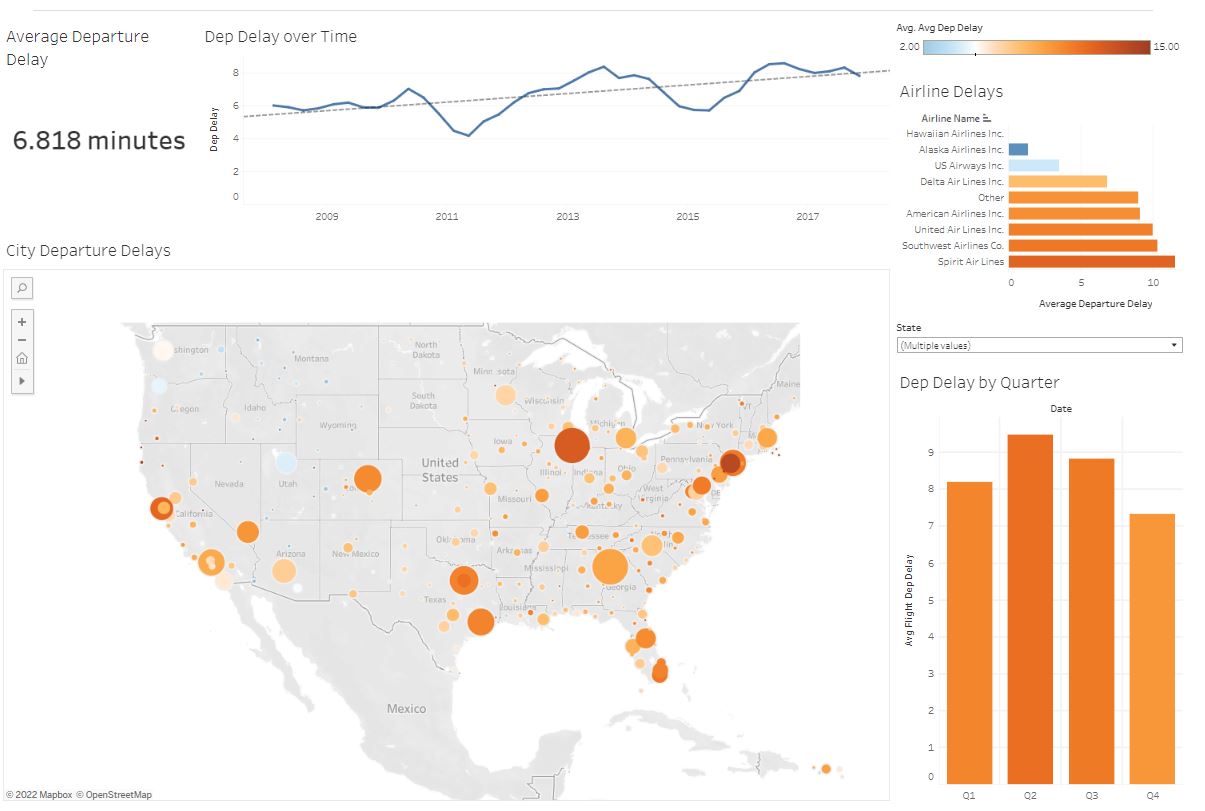 Average Departure
Delay
6.818 minutes
Dep Delay over Time
Dep Delay
8
6
4
2
0
2009
2011
2013
2015
2017
Avg. Avg Dep Delay
2.00
15.00
Airline Delays
Airline Name
Hawaiian Airlines Inc.
Alaska Airlines Inc.
US Airways Inc.
Delta Air Lines Inc.
Other
American Airlines Inc.
United Air Lines Inc.
Southwest Airlines Co.
Spirit Air Lines
0
5
10
Average Departure Delay
State
(Multiple values)
City Departure Delays
+
−
shington
Montana
North
Dakota
Minn sota
Maine
Oregon
Idaho
South
Dakota
Wisconsin
Michigan
VT
New York
Wyoming
Iowa
Nevada
Utah
United
States
Illinoi
Indiana
Ohio
Pennsylvania
California
Missouri
West
Virginia
DE
Kentucky
Arizona
New Mexico
Oklahoma
Arkansas
Tennessee
Mississippi
Georgia
Texas
Louisiana
Mexico
© 2022 Mapbox © OpenStreetMap
Dep Delay by Quarter
Date
Avg Flight Dep Delay
9
8
7
6
5
4
3
2
1
0
Q1
Q2
Q3
Q4